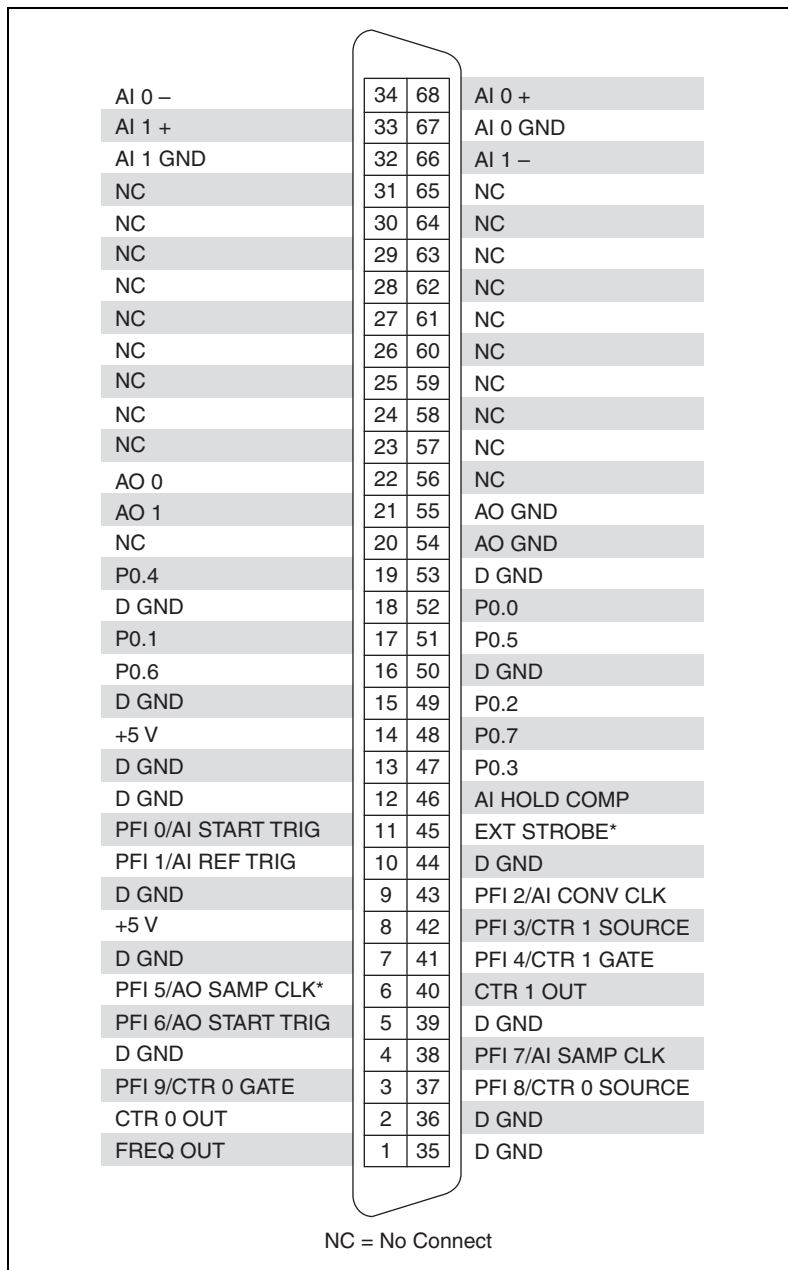 AI 0 – 34 68 AI 0 +
AI 1 + 33 67 AI 0 GND
AI 1 GND 32 66 AI 1 –
NC 31 65 NC
NC 30 64 NC
NC 29 63 NC
NC 28 62 NC
NC 27 61 NC
NC 26 60 NC
NC 25 59 NC
NC 24 58 NC
NC 23 57 NC
AO 0 22 56 NC
AO 1 21 55 AO GND
NC 20 54 AO GND
P0.4 19 53 D GND
D GND 18 52 P0.0
P0.1 17 51 P0.5
P0.6 16 50 D GND
D GND 15 49 P0.2
+5 V 14 48 P0.7
D GND 13 47 P0.3
D GND 12 46 AI HOLD COMP
PFI 0/AI START TRIG 11 45 EXT STROBE*
PFI 1/AI REF TRIG 10 44 D GND
D GND 9 43 PFI 2/AI CONV CLK
+5 V 8 42 PFI 3/CTR 1 SOURCE
D GND 7 41 PFI 4/CTR 1 GATE
PFI 5/AO SAMP CLK* 6 40 CTR 1 OUT
PFI 6/AO START TRIG 5 39 D GND
D GND 4 38 PFI 7/AI SAMP CLK
PFI 9/CTR 0 GATE 3 37 PFI 8/CTR 0 SOURCE
CTR 0 OUT 2 36 D GND
FREQ OUT 1 35 D GND
NC = No Connect